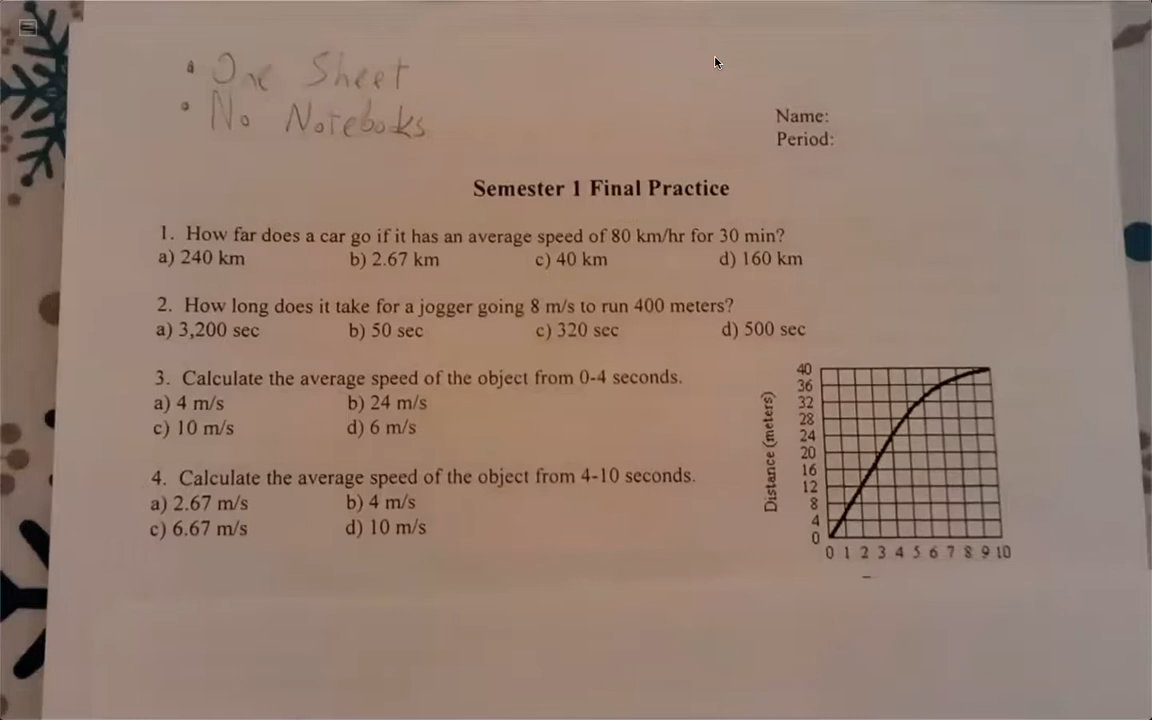 • One Sheet
• No Notebooks
Name:
Period:
Semester 1 Final Practice
1. How far does a car go if it has an average speed of 80 km/hr for 30 min?
a) 240 km b) 2.67 km c) 40 km d) 160 km
2. How long does it take for a jogger going 8 m/s to run 400 meters?
a) 3,200 sec b) 50 sec c) 320 sec d) 500 sec
3. Calculate the average speed of the object from 0-4 seconds.
a) 4 m/s b) 24 m/s
c) 10 m/s d) 6 m/s
4. Calculate the average speed of the object from 4-10 seconds.
a) 2.67 m/s b) 4 m/s
c) 6.67 m/s d) 10 m/s
Distance (meters)
40
36
32
28
24
20
16
12
8
4
0
0 1 2 3 4 5 6 7 8 9 10